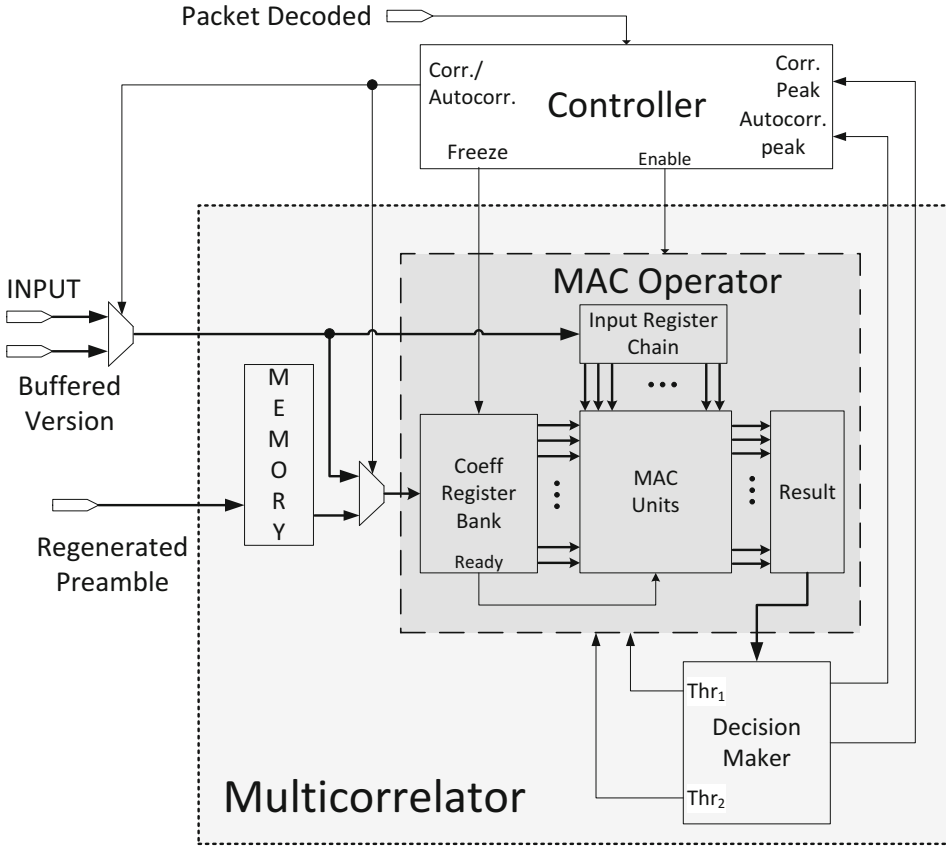 Packet Decoded
Corr./
Autocorr.
Controller
Corr.
Peak
Autocorr.
peak
Freeze
Enable
INPUT
Buffered
Version
MAC Operator
Input Register
Chain
M
E
M
O
R
Y
Coeff
Register
Bank
Ready
MAC
Units
Result
Regenerated
Preamble
Thr1
Decision
Maker
Thr2
Multicorrelator